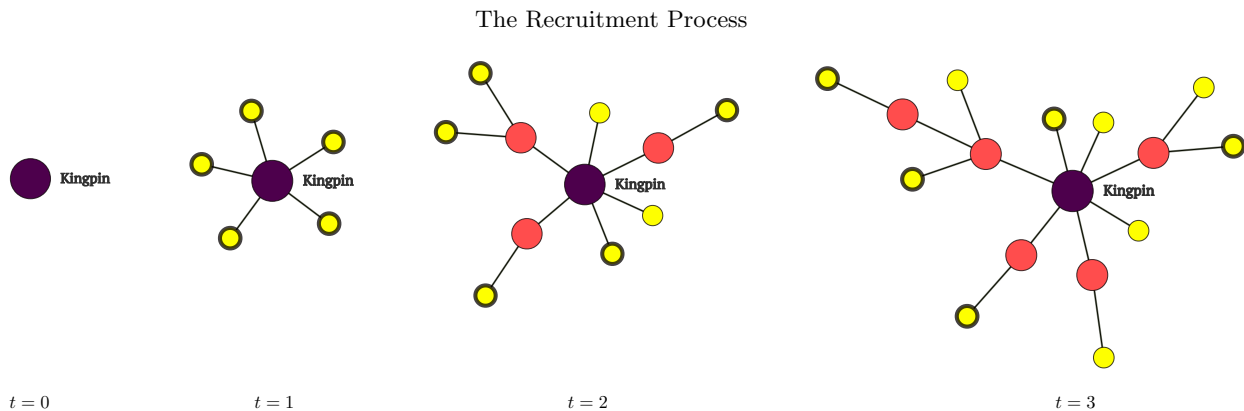 The Recruitment Process
Kingpin
Kingpin
Kingpin
Kingpin
t = 0
t = 1
t = 2
t = 3